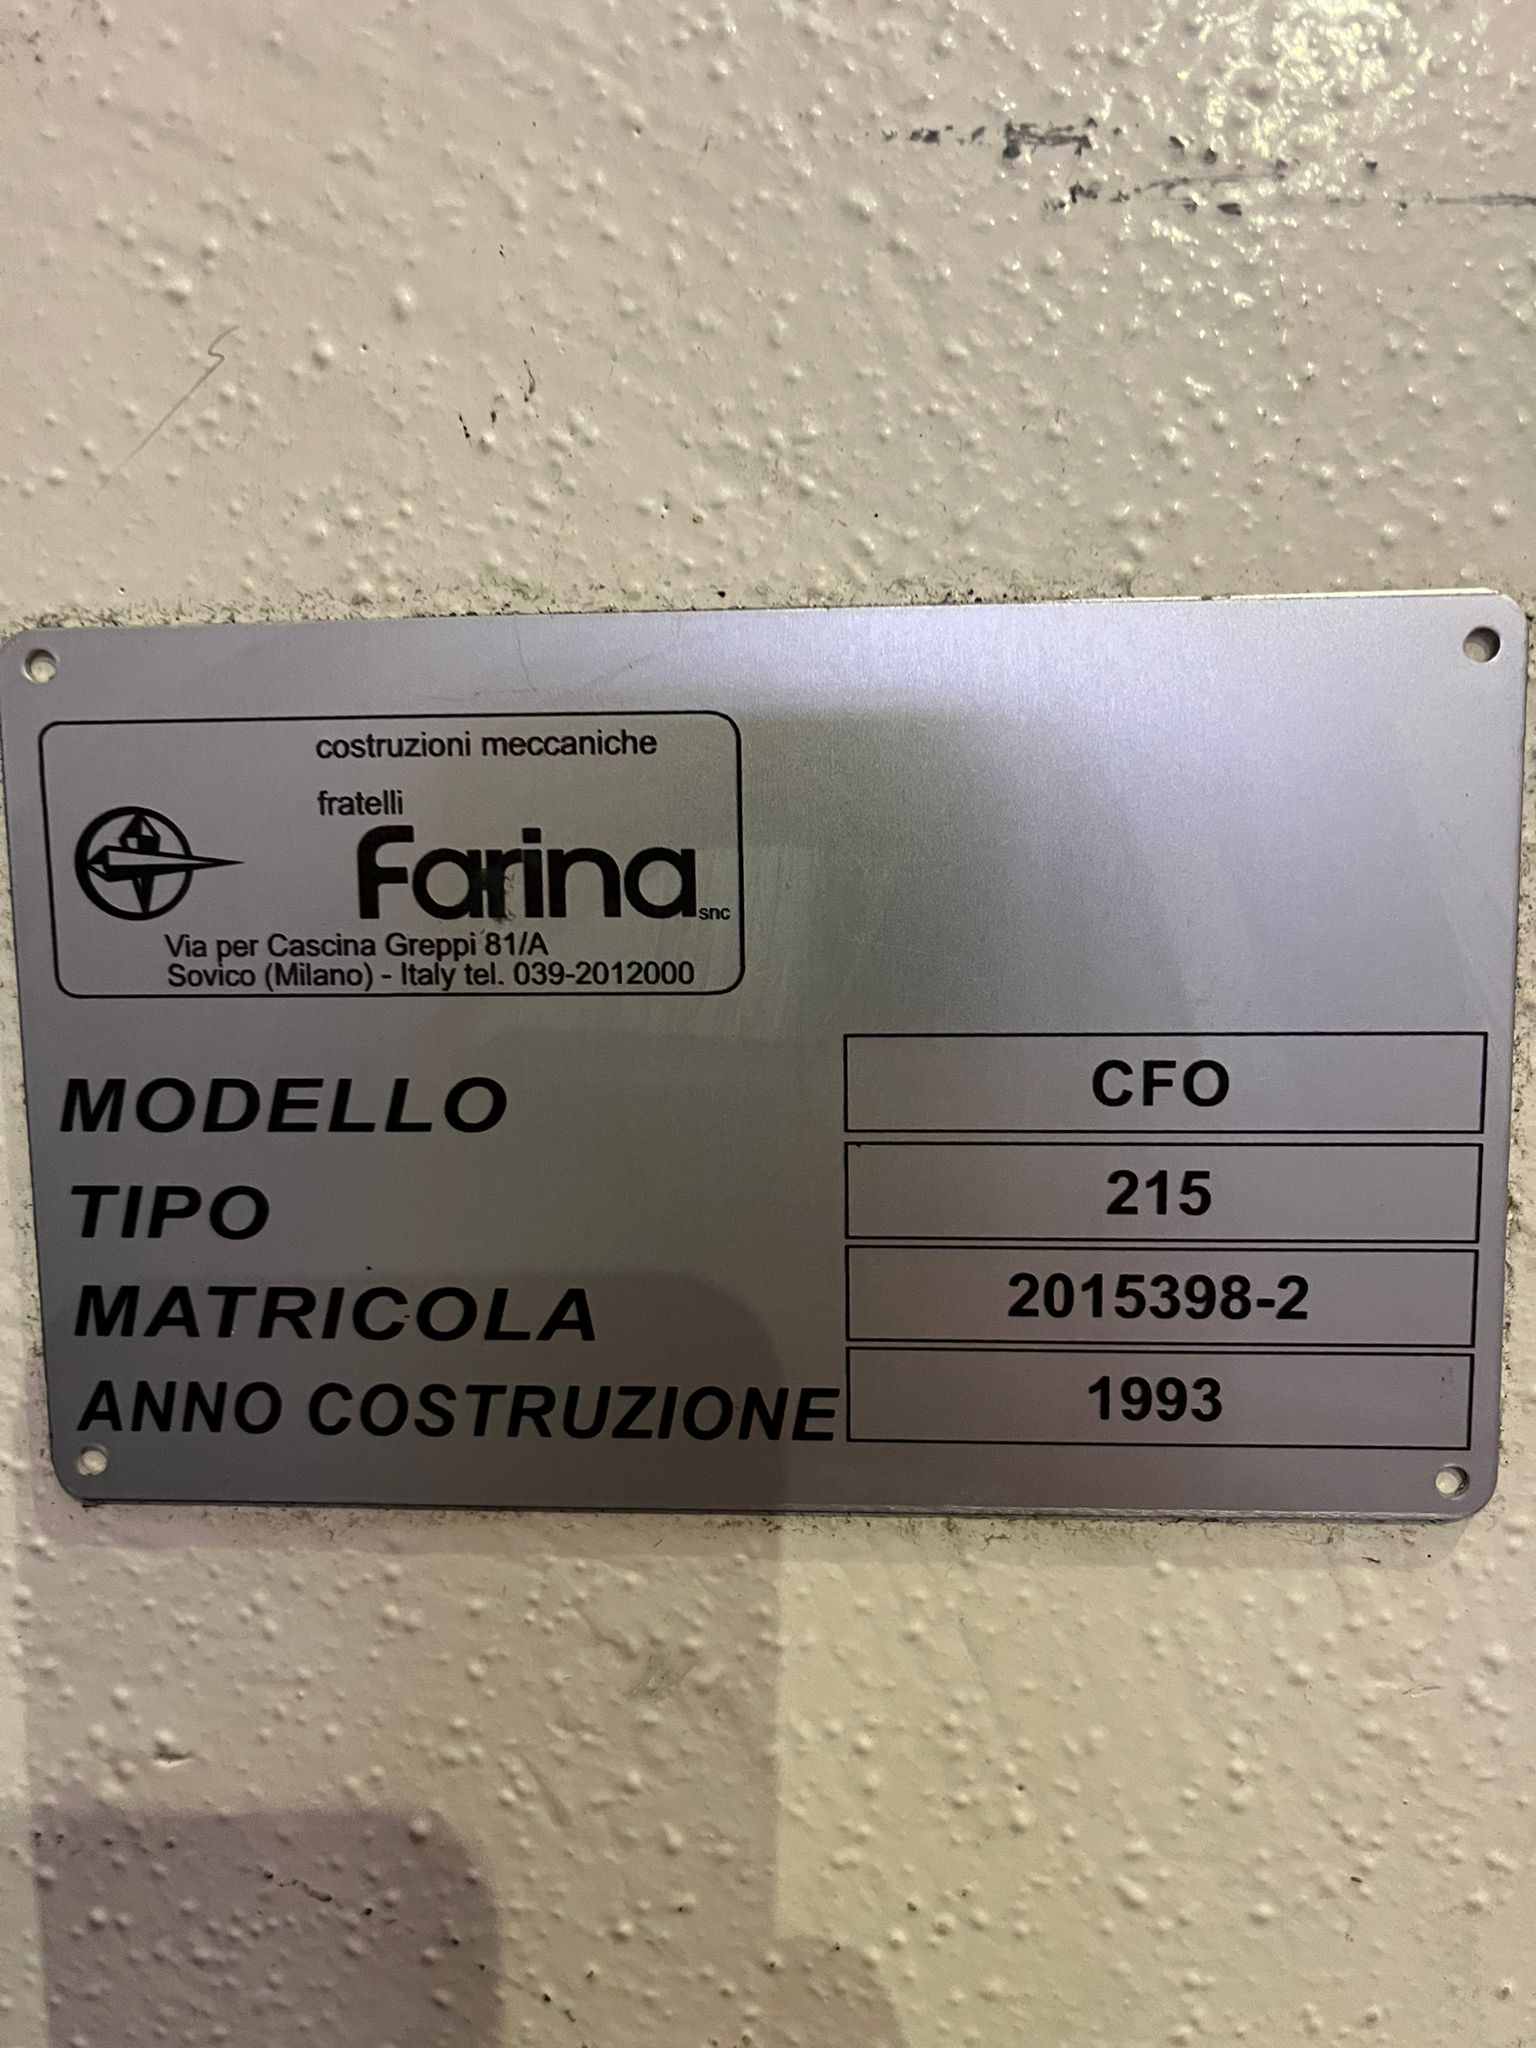 costruzioni meccaniche
fratelli
Farina snc
Via per Cascina Greppi 81/A
Sovico (Milano) - Italy tel. 039-2012000
MODELLO CFO
TIPO 215
MATRICOLA 2015398-2
ANNO COSTRUZIONE 1993